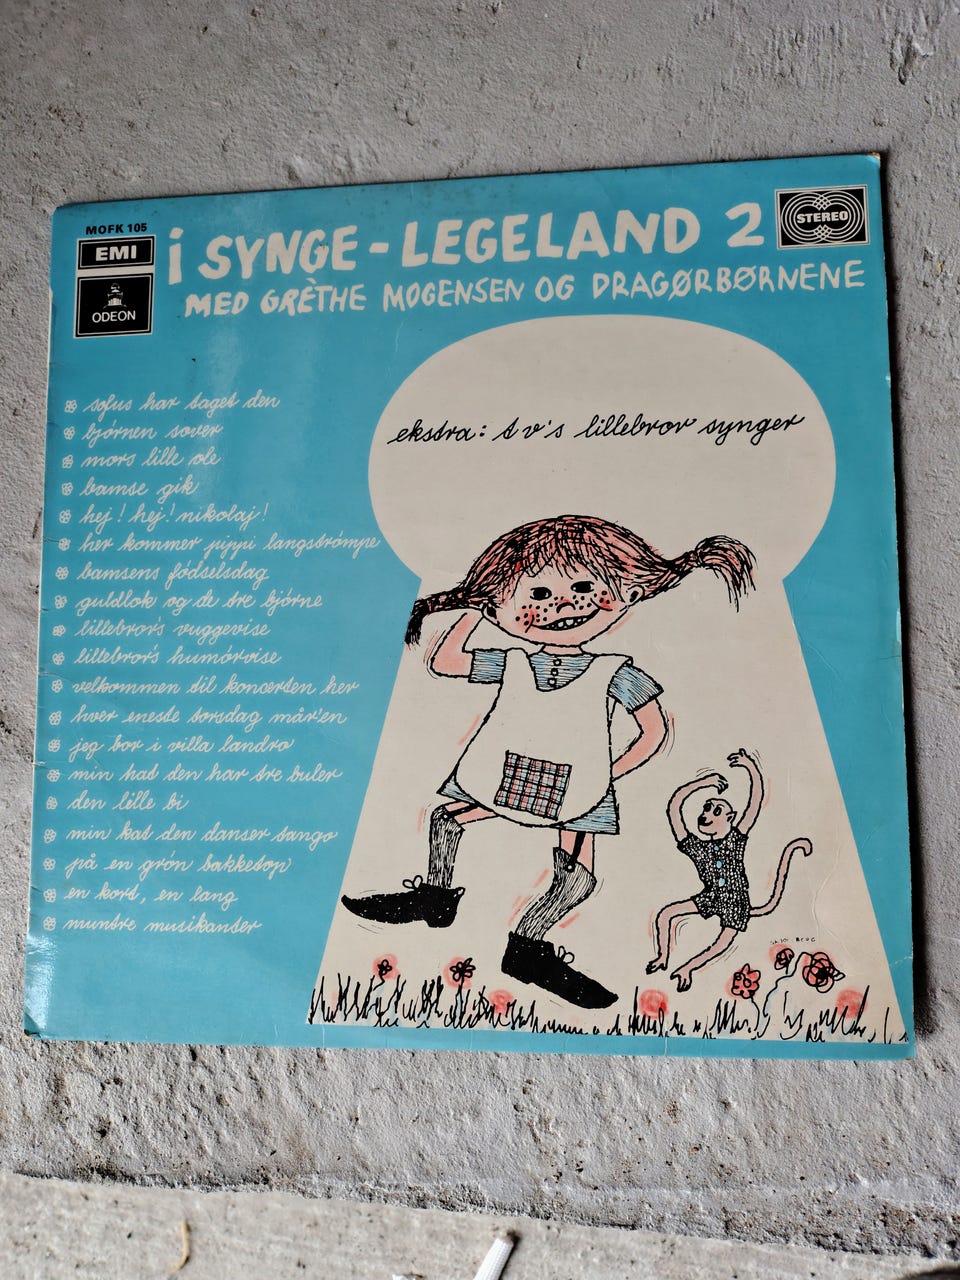 MOFK 105
EMI
ODEON
i SYNGE-LEGELAND 2
MED GRÈTHE MOGENSEN OG DRAGØRBØRNENE
STEREO
ekstra: tv's lillebror synger
sofus har taget den
bjørnen sover
mors lille ole
bamse gik
hej! hej! nikolaj!
her kommer pippi langstrømpe
bamsens fødselsdag
guldlok og de tre bjørne
lillebror's vuggevise
lillebror's humørvise
velkommen til koncerten her
hver eneste torsdag mår'en
jeg bor i villa landro
min hat den har tre buler
den lille bi
min kat den danser tango
på en grøn bakketop
en kort, en lang
muntre musikanter